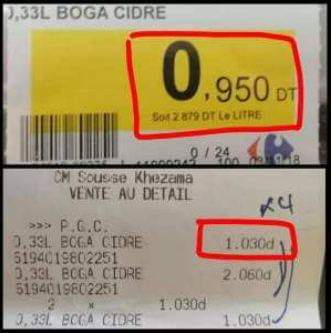 0,33L BOGA CIDRE
0,950 DT
Soit 2 879 DT Le LITRE
0 / 24
CM Sousse Khezama
VENTE AU DETAIL
x4
>>> P.G.C.
0,33L BOGA CIDRE 1.030d
6194019802251
0,33L BOGA CIDRE 2.060d
6194019802251
2 x 1.030d
0,33L BOGA CIDRE 1.030d